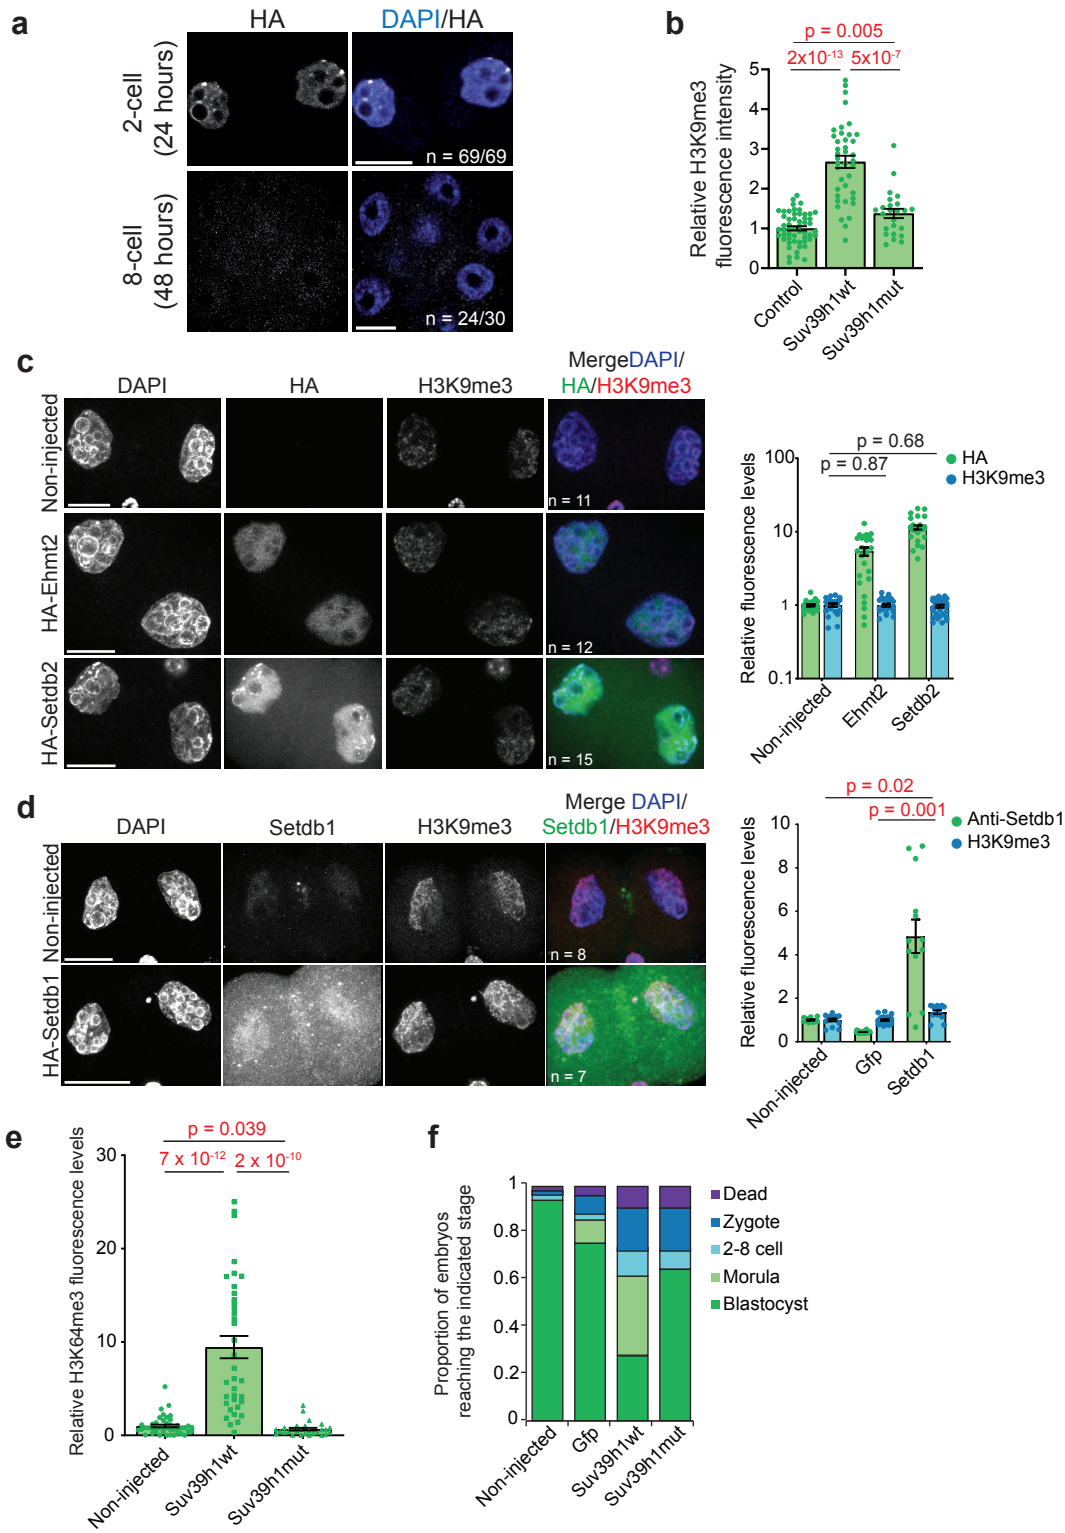 a
HA
DAPI/HA
2-cell
(24 hours)
n = 69/69
8-cell
(48 hours)
n = 24/30
b
p = 0.005
2x10-13
5x10-7
Relative H3K9me3
fluorescence intensity
5
4
3
2
1
0
Control
Suv39h1wt
Suv39h1mut
c
DAPI
HA
H3K9me3
MergeDAPI/
HA/H3K9me3
Non-injected
n = 11
HA-Ehmt2
n = 12
HA-Setdb2
n = 15
p = 0.68
p = 0.87
HA
H3K9me3
Relative fluorescence levels
100
10
1
0.1
Non-injected
Ehmt2
Setdb2
d
DAPI
Setdb1
H3K9me3
Merge DAPI/
Setdb1/H3K9me3
Non-injected
n = 8
HA-Setdb1
n = 7
p = 0.02
p = 0.001
Anti-Setdb1
H3K9me3
Relative fluorescence levels
10
8
6
4
2
0
Non-injected
Gfp
Setdb1
e
p = 0.039
7 x 10-12
2 x 10-10
Relative H3K64me3 fluorescence levels
30
20
10
0
Non-injected
Suv39h1wt
Suv39h1mut
f
Proportion of embryos
reaching the indicated stage
1
0.8
0.6
0.4
0.2
0
Non-injected
Gfp
Suv39h1wt
Suv39h1mut
Dead
Zygote
2-8 cell
Morula
Blastocyst